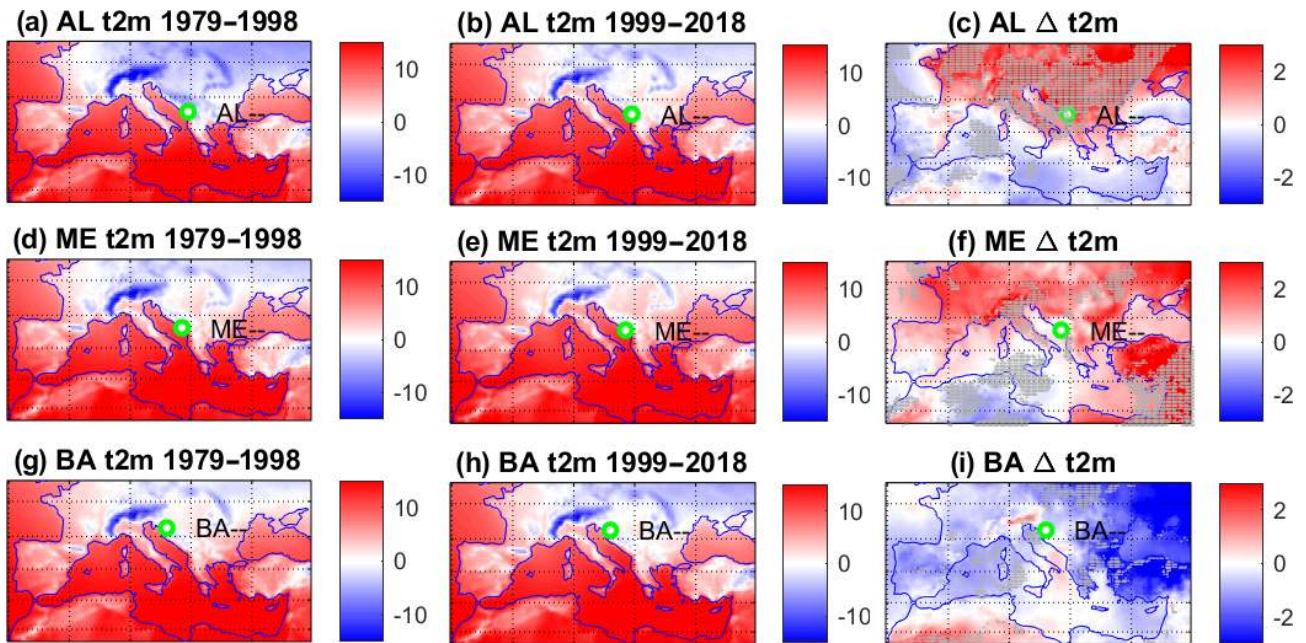 (a) AL t2m 1979−1998
(b) AL t2m 1999−2018
(c) AL Δ t2m
AL--
10
0
-10
AL--
10
0
-10
AL--
2
0
-2
(d) ME t2m 1979−1998
(e) ME t2m 1999−2018
(f) ME Δ t2m
ME--
10
0
-10
ME--
10
0
-10
ME--
2
0
-2
(g) BA t2m 1979−1998
(h) BA t2m 1999−2018
(i) BA Δ t2m
BA--
10
0
-10
BA--
10
0
-10
BA--
2
0
-2